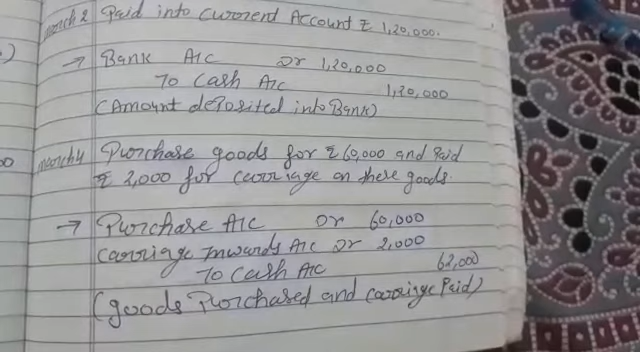 march 2 Paid into Current Account ₹ 1,20,000.
→ Bank A/c Dr 1,20,000
To Cash A/c 1,20,000
(Amount deposited into Bank)
march 4 Purchase goods for ₹ 60,000 and Paid
₹ 2,000 for carriage on these goods.
→ Purchase A/c Dr 60,000
Carriage Inwards A/c Dr 2,000
To Cash A/c 62,000
(goods Purchased and carriage Paid)